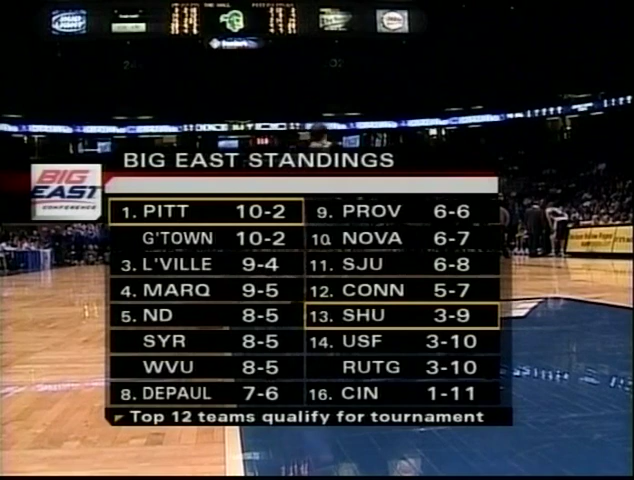 BUD LIGHT
BIG EAST STANDINGS
BIG
EAST
CONFERENCE
1. PITT 10-2
G'TOWN 10-2
3. L'VILLE 9-4
4. MARQ 9-5
5. ND 8-5
SYR 8-5
WVU 8-5
8. DEPAUL 7-6
9. PROV 6-6
10. NOVA 6-7
11. SJU 6-8
12. CONN 5-7
13. SHU 3-9
14. USF 3-10
RUTG 3-10
16. CIN 1-11
Top 12 teams qualify for tournament